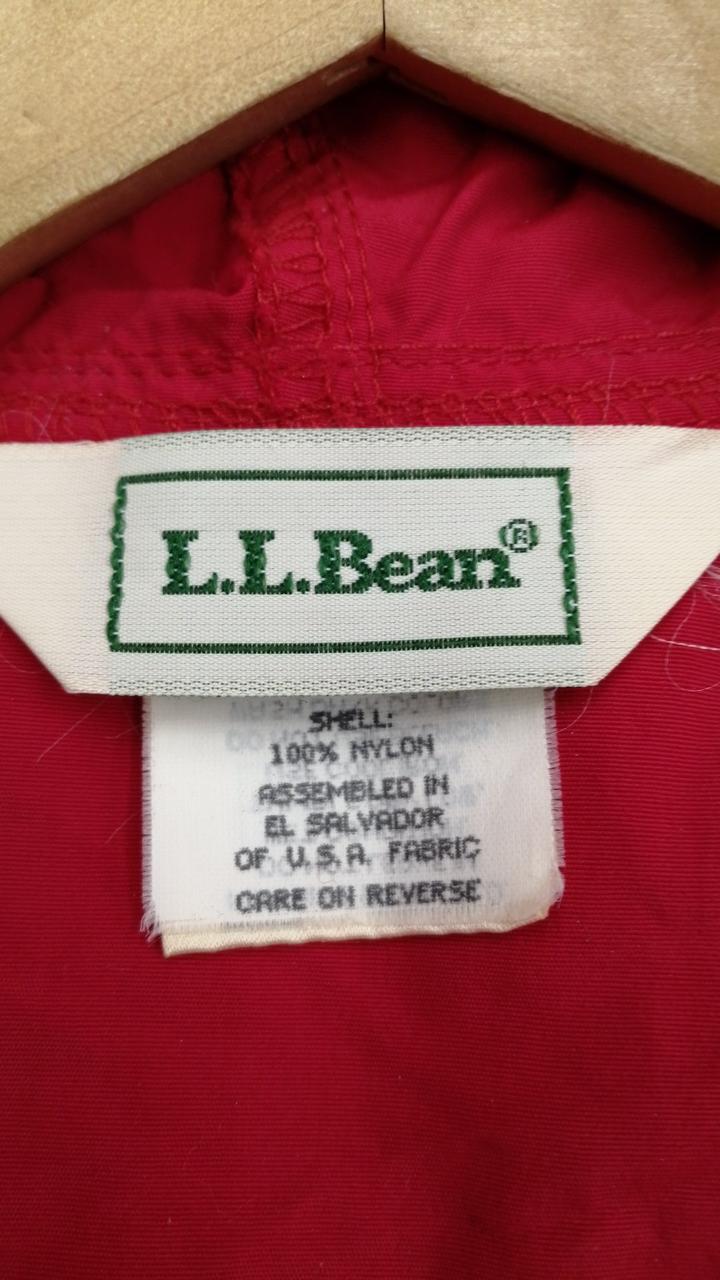 L.L.Bean®
SHELL:
100% NYLON
ASSEMBLED IN
EL SALVADOR
OF U.S.A. FABRIC
CARE ON REVERSE